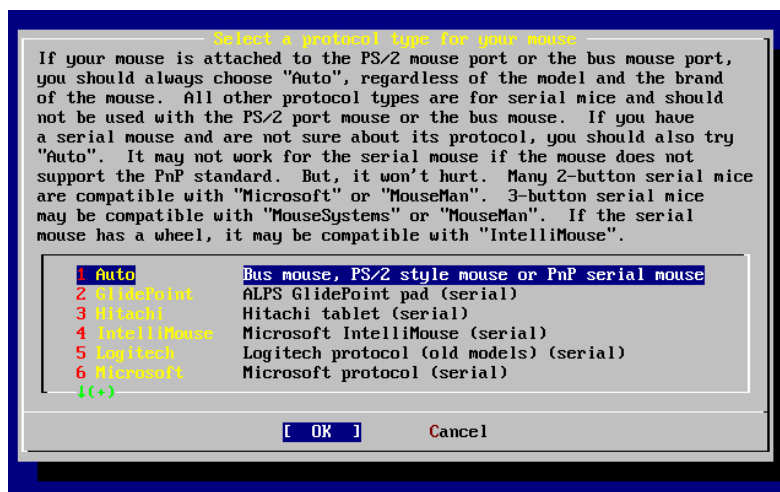 Select a protocol type for your mouse
If your mouse is attached to the PS/2 mouse port or the bus mouse port,
you should always choose "Auto", regardless of the model and the brand
of the mouse.  All other protocol types are for serial mice and should
not be used with the PS/2 port mouse or the bus mouse.  If you have
a serial mouse and are not sure about its protocol, you should also try
"Auto".  It may not work for the serial mouse if the mouse does not
support the PnP standard.  But, it won't hurt.  Many 2-button serial mice
are compatible with "Microsoft" or "MouseMan".  3-button serial mice
may be compatible with "MouseSystems" or "MouseMan".  If the serial
mouse has a wheel, it may be compatible with "IntelliMouse".
1 Auto Bus mouse, PS/2 style mouse or PnP serial mouse
2 GlidePoint ALPS GlidePoint pad (serial)
3 Hitachi Hitachi tablet (serial)
4 IntelliMouse Microsoft IntelliMouse (serial)
5 Logitech Logitech protocol (old models) (serial)
6 Microsoft Microsoft protocol (serial)
↓(+)
[ OK ] Cancel